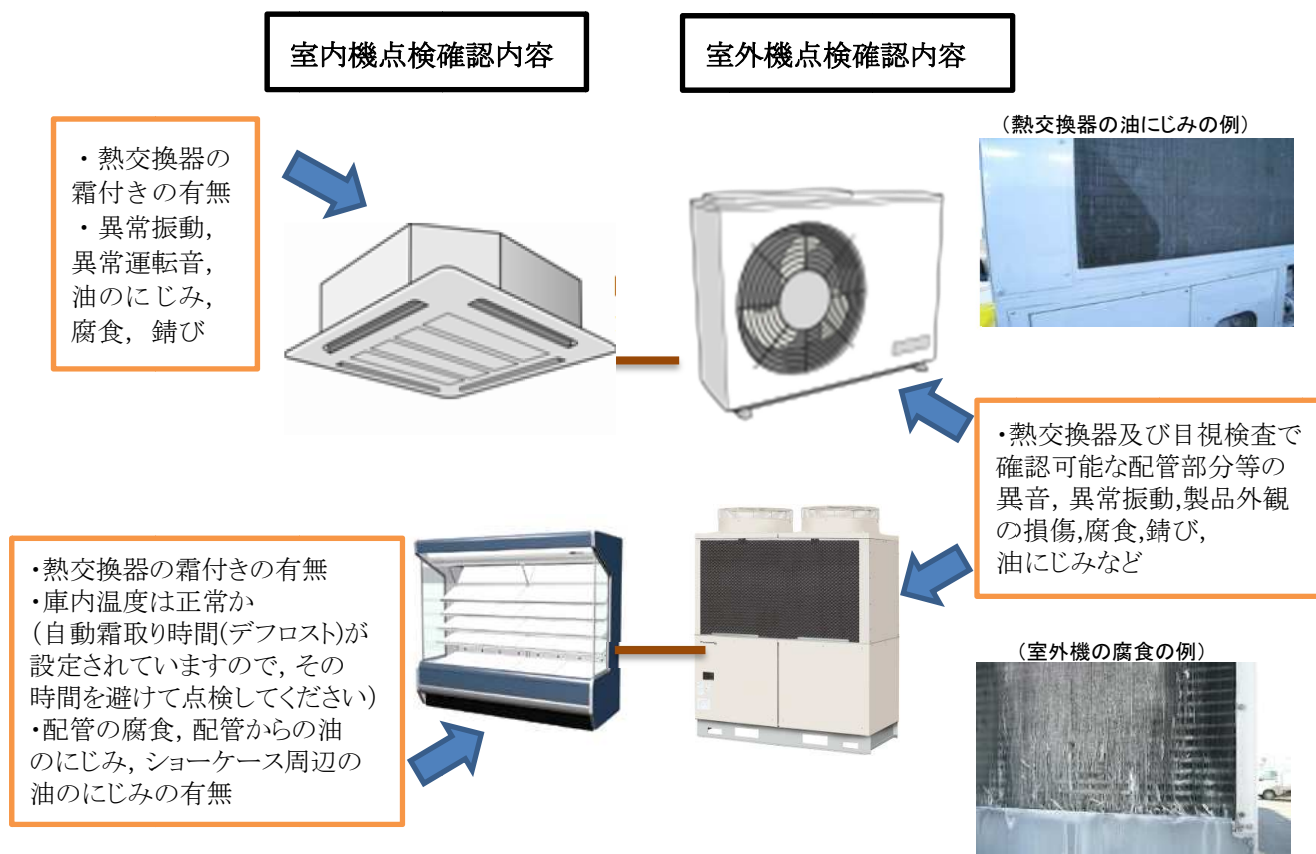 室内機点検確認内容
室外機点検確認内容
・ 熱交換器の
霜付きの有無
・ 異常振動,
異常運転音,
油のにじみ,
腐食, 錆び
（熱交換器の油にじみの例）
・熱交換器及び目視検査で
確認可能な配管部分等の
異音, 異常振動,製品外観
の損傷,腐食,錆び,
油にじみなど
・熱交換器の霜付きの有無
・庫内温度は正常か
（自動霜取り時間(デフロスト)が
設定されていますので, その
時間を避けて点検してください）
・配管の腐食, 配管からの油
のにじみ, ショーケース周辺の
油のにじみの有無
（室外機の腐食の例）